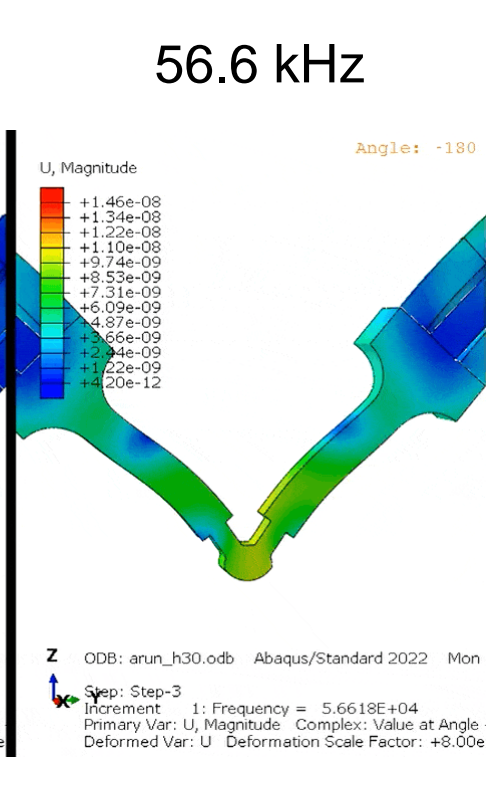 56.6 kHz
Angle: -180
U, Magnitude
+1.46e-08
+1.34e-08
+1.22e-08
+1.10e-08
+9.74e-09
+8.53e-09
+7.31e-09
+6.09e-09
+4.87e-09
+3.66e-09
+2.44e-09
+1.22e-09
+4.20e-12
Z
X
Y
ODB: arun_h30.odb Abaqus/Standard 2022 Mon
Step: Step-3
Increment 1: Frequency = 5.6618E+04
Primary Var: U, Magnitude Complex: Value at Angle -
Deformed Var: U Deformation Scale Factor: +8.00e